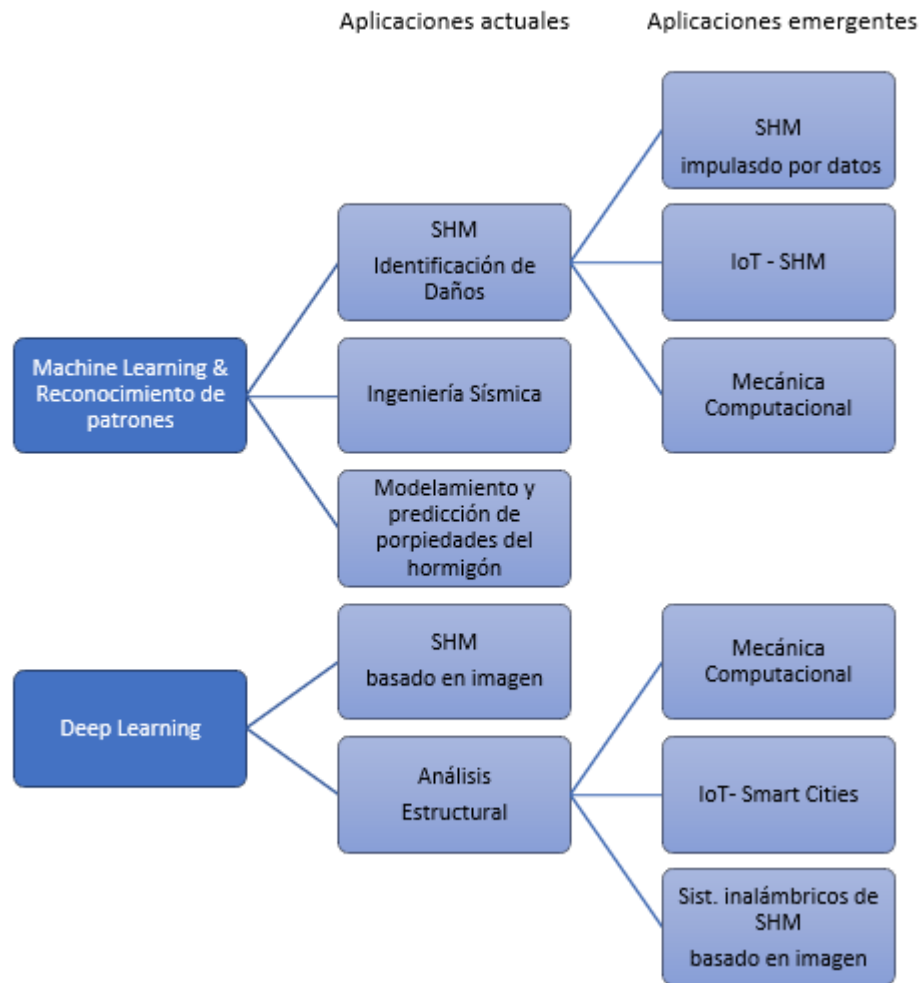 Aplicaciones actuales
Aplicaciones emergentes
SHM
impulasdo por datos
SHM
Identificación de
Daños
IoT - SHM
Machine Learning &
Reconocimiento de
patrones
Ingeniería Sísmica
Mecánica
Computacional
Modelamiento y
predicción de
porpiedades del
hormigón
SHM
basado en imagen
Mecánica
Computacional
Deep Learning
Análisis
Estructural
IoT- Smart Cities
Sist. inalámbricos de
SHM
basado en imagen